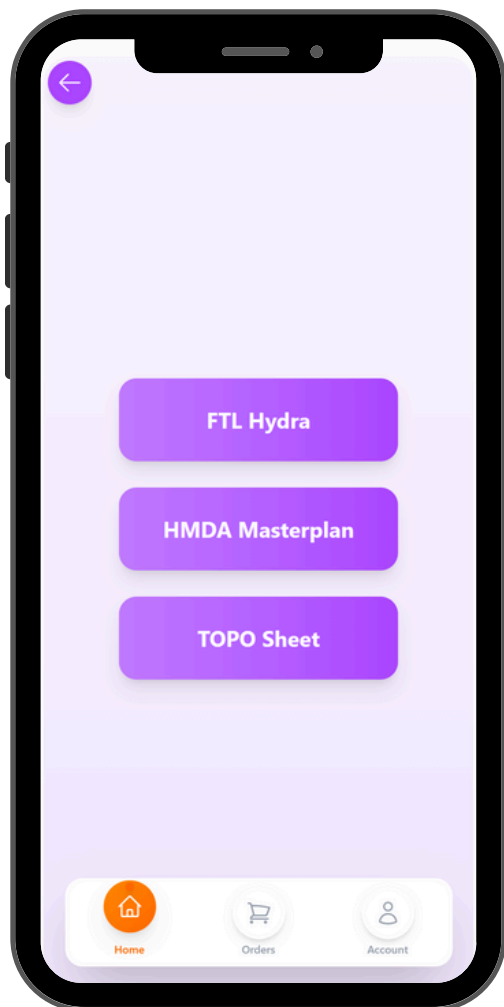 FTL Hydra
HMDA Masterplan
TOPO Sheet
Home
Orders
Account